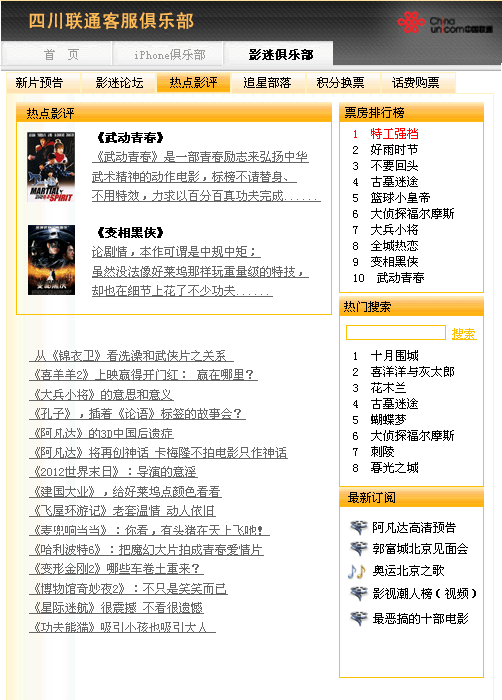 四川联通客服俱乐部
China unicom中国联通
首 页
iPhone俱乐部
影迷俱乐部
新片预告
影迷论坛
热点影评
追星部落
积分换票
话费购票
热点影评
MARTIAL SPIRIT
《武动青春》
《武动青春》是一部青春励志来弘扬中华
武术精神的动作电影，标榜不请替身、
不用特效，力求以百分百真功夫完成......
《变相黑侠》
论剧情，本作可谓是中规中矩；
虽然没法像好莱坞那样玩重量级的特技，
却也在细节上花了不少功夫......
从《锦衣卫》看洗澡和武侠片之关系
《喜羊羊2》上映赢得开门红： 赢在哪里？
《大兵小将》的意思和意义
《孔子》，插着《论语》标签的故事会？
《阿凡达》的3D中国后遗症
《阿凡达》将再创神话 卡梅隆不拍电影只作神话
《2012世界末日》：导演的意淫
《建国大业》，给好莱坞点颜色看看
《飞屋环游记》老套温情 动人依旧
《麦兜响当当》：你看，有头猪在天上飞吔！
《哈利波特6》：把魔幻大片拍成青春爱情片
《变形金刚2》哪些车卷土重来？
《博物馆奇妙夜2》：不只是笑笑而已
《星际迷航》很震撼 不看很遗憾
《功夫熊猫》吸引小孩也吸引大人
票房排行榜
1 特工强档
2 好雨时节
3 不要回头
4 古墓迷途
5 篮球小皇帝
6 大侦探福尔摩斯
7 大兵小将
8 全城热恋
9 变相黑侠
10 武动青春
热门搜索
搜索
1 十月围城
2 喜洋洋与灰太郎
3 花木兰
4 古墓迷途
5 蝴蝶梦
6 大侦探福尔摩斯
7 刺陵
8 暮光之城
最新订阅
阿凡达高清预告
郭富城北京见面会
奥运北京之歌
影视潮人榜（视频）
最恶搞的十部电影